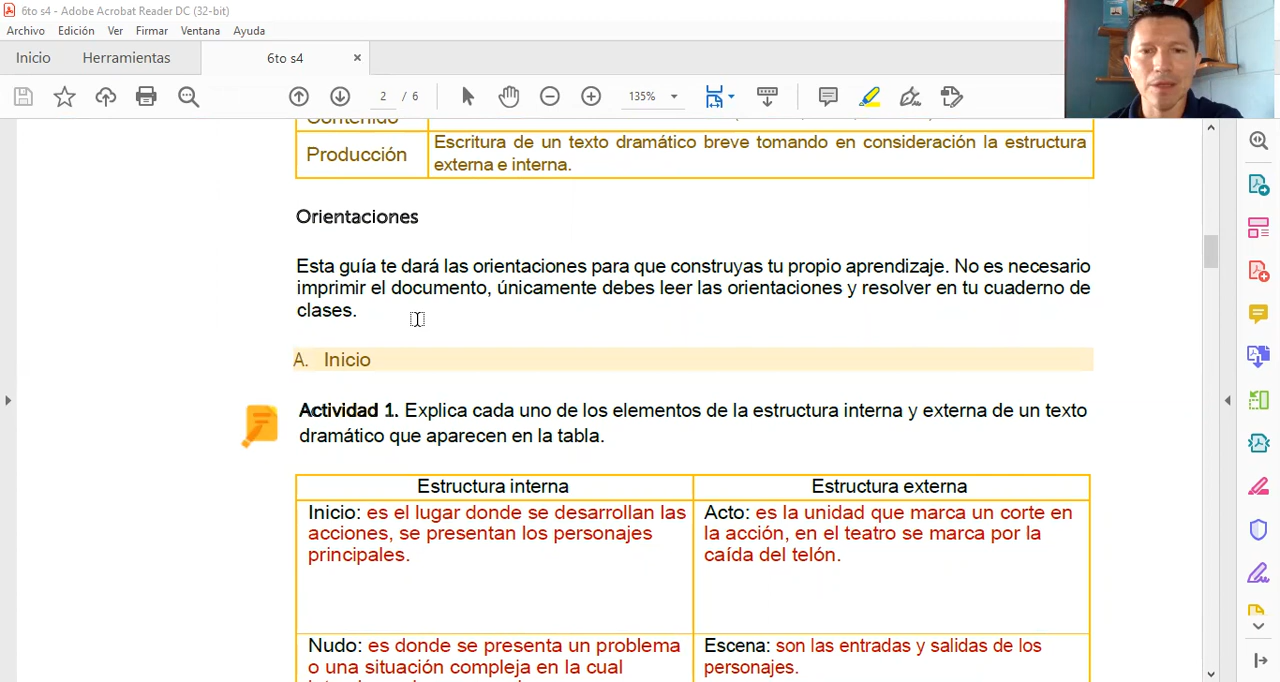 6to s4 - Adobe Acrobat Reader DC (32-bit)
Archivo Edición Ver Firmar Ventana Ayuda
Inicio Herramientas 6to s4 ×
2 / 6 135%
Contenido
Producción Escritura de un texto dramático breve tomando en consideración la estructura
externa e interna.
Orientaciones
Esta guía te dará las orientaciones para que construyas tu propio aprendizaje. No es necesario
imprimir el documento, únicamente debes leer las orientaciones y resolver en tu cuaderno de
clases.
A. Inicio
Actividad 1. Explica cada uno de los elementos de la estructura interna y externa de un texto
dramático que aparecen en la tabla.
Estructura interna Estructura externa
Inicio: es el lugar donde se desarrollan las
acciones, se presentan los personajes
principales.
Acto: es la unidad que marca un corte en
la acción, en el teatro se marca por la
caída del telón.
Nudo: es donde se presenta un problema
o una situación compleja en la cual
Escena: son las entradas y salidas de los
personajes.